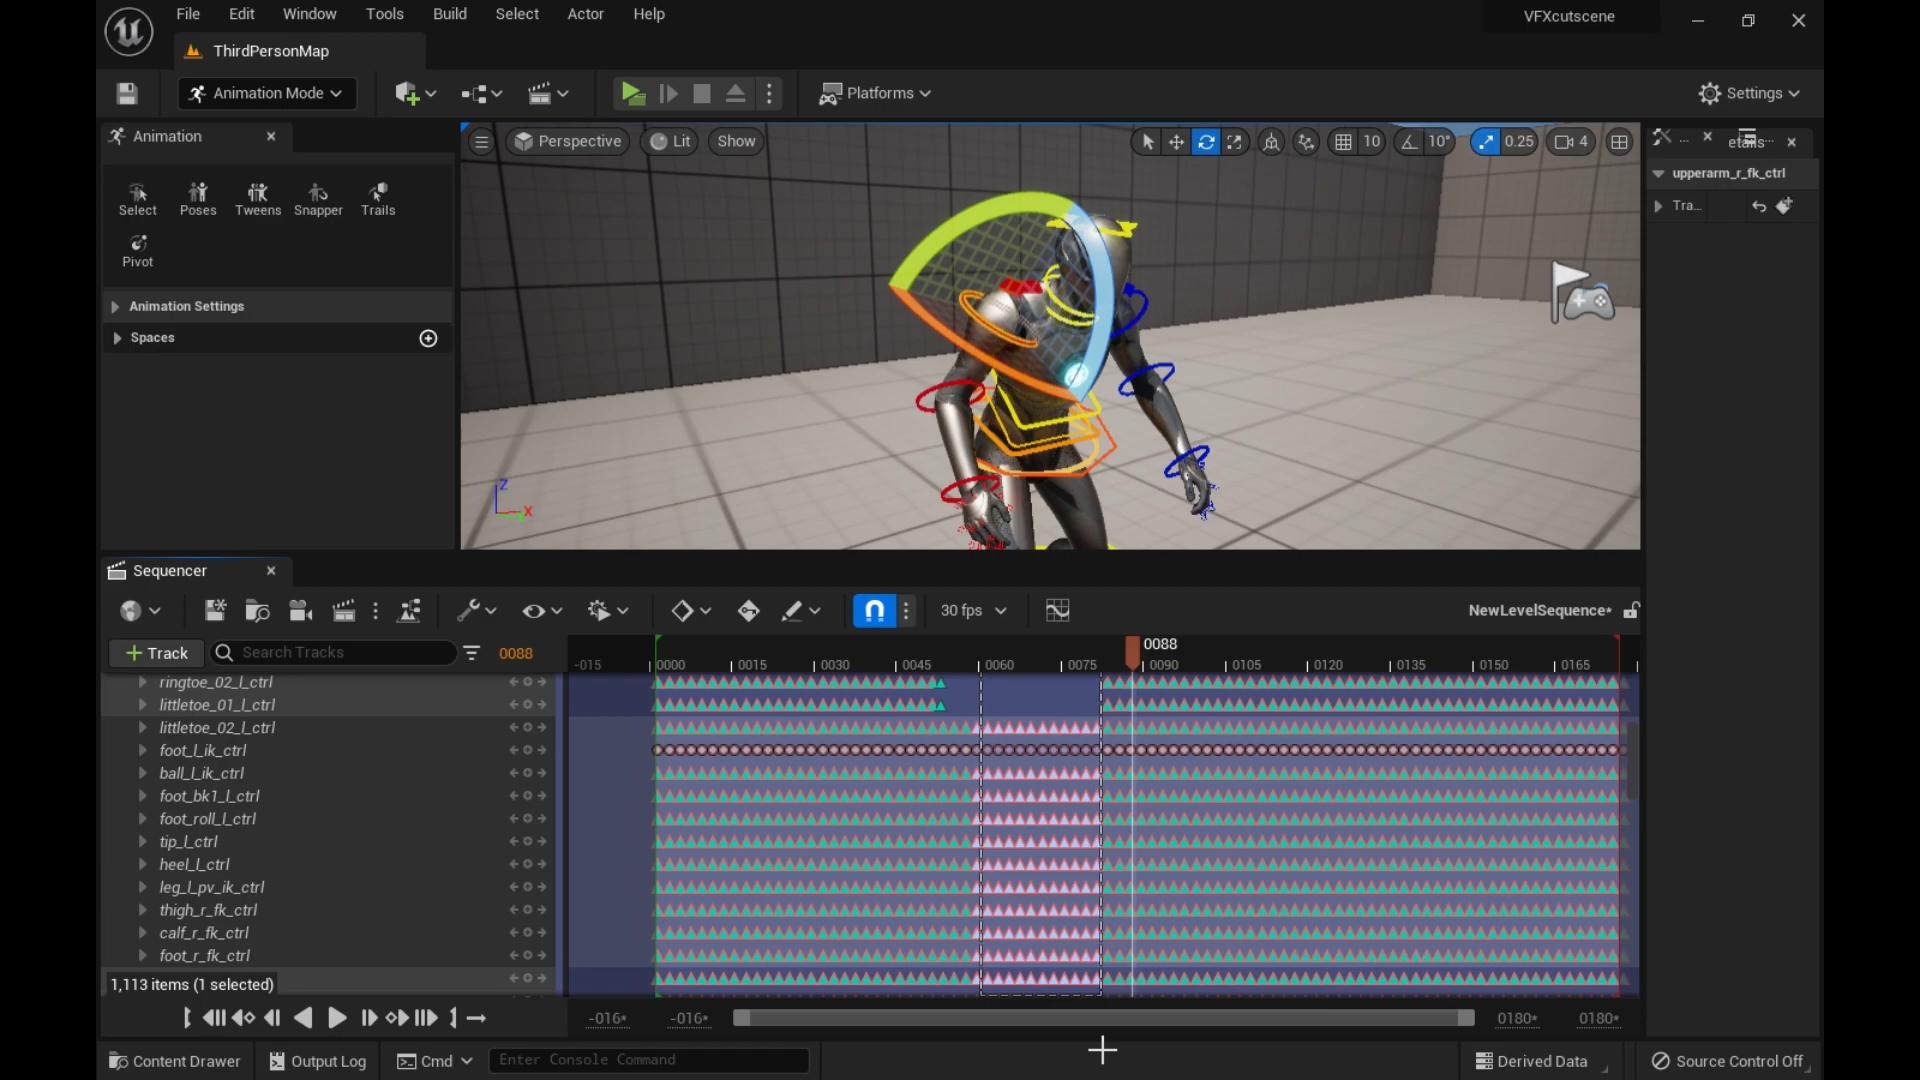 File Edit Window Tools Build Select Actor Help
VFXcutscene
ThirdPersonMap
Animation Mode
Platforms
Settings
Animation
Perspective Lit Show
10 10° 0.25 4
... etails...
Select Poses Tweens Snapper Trails
Pivot
upperarm_r_fk_ctrl
Tra...
Animation Settings
Spaces
Z
X
Sequencer
30 fps
NewLevelSequence*
Track
Search Tracks
0088
0088
-015 0000 0015 0030 0045 0060 0075 0090 0105 0120 0135 0150 0165
ringtoe_02_l_ctrl
littletoe_01_l_ctrl
littletoe_02_l_ctrl
foot_l_ik_ctrl
ball_l_ik_ctrl
foot_bk1_l_ctrl
foot_roll_l_ctrl
tip_l_ctrl
heel_l_ctrl
leg_l_pv_ik_ctrl
thigh_r_fk_ctrl
calf_r_fk_ctrl
foot_r_fk_ctrl
1,113 items (1 selected)
-016* -016* 0180* 0180*
Content Drawer Output Log Cmd Enter Console Command
Derived Data Source Control Off